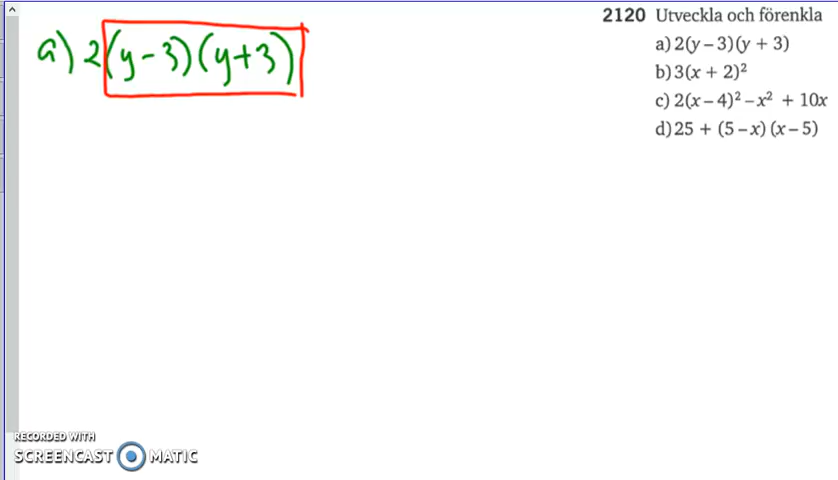 a) 2(y-3)(y+3)
2120 Utveckla och förenkla
a) 2(y – 3)(y + 3)
b) 3(x + 2)²
c) 2(x – 4)² – x² + 10x
d) 25 + (5 – x) (x – 5)
RECORDED WITH
SCREENCAST MATIC